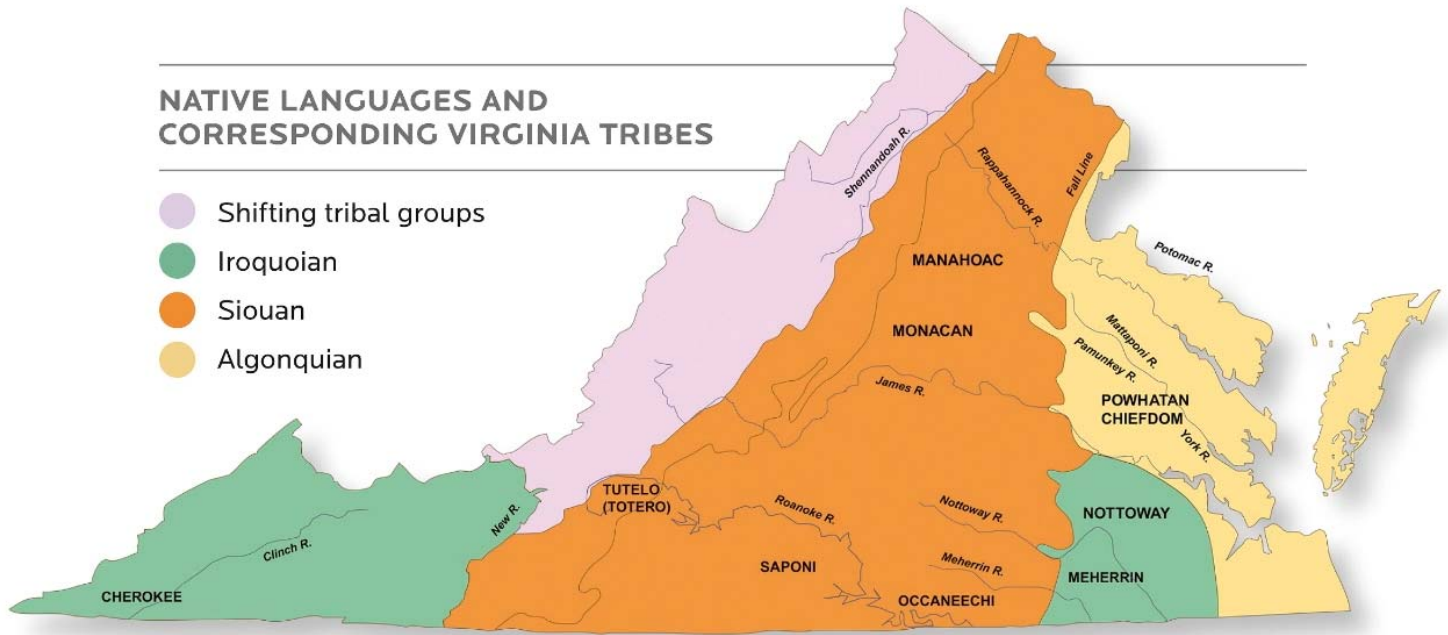 NATIVE LANGUAGES AND
CORRESPONDING VIRGINIA TRIBES
Shifting tribal groups
Iroquoian
Siouan
Algonquian
Shennandoah R.
Rappahannock R.
Fall Line
Potomac R.
MANAHOAC
MONACAN
Mattaponi R.
Pamunkey R.
James R.
POWHATAN
CHIEFDOM
York R.
TUTELO
(TOTERO)
New R.
Roanoke R.
Nottoway R.
NOTTOWAY
Clinch R.
SAPONI
Meherrin R.
MEHERRIN
CHEROKEE
OCCANEECHI